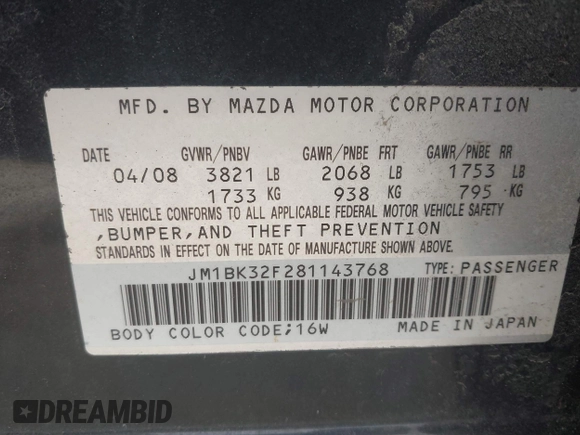 MFD. BY MAZDA MOTOR CORPORATION
DATE GVWR/PNBV GAWR/PNBE FRT GAWR/PNBE RR
04/08 3821 LB 2068 LB 1753 LB
1733 KG 938 KG 795 KG
THIS VEHICLE CONFORMS TO ALL APPLICABLE FEDERAL MOTOR VEHICLE SAFETY
,BUMPER,AND THEFT PREVENTION
STANDARDS IN EFFECT ON THE DATE OF MANUFACTURE SHOWN ABOVE.
JM1BK32F281143768 TYPE: PASSENGER
BODY COLOR CODE;16W MADE IN JAPAN
DREAMBID